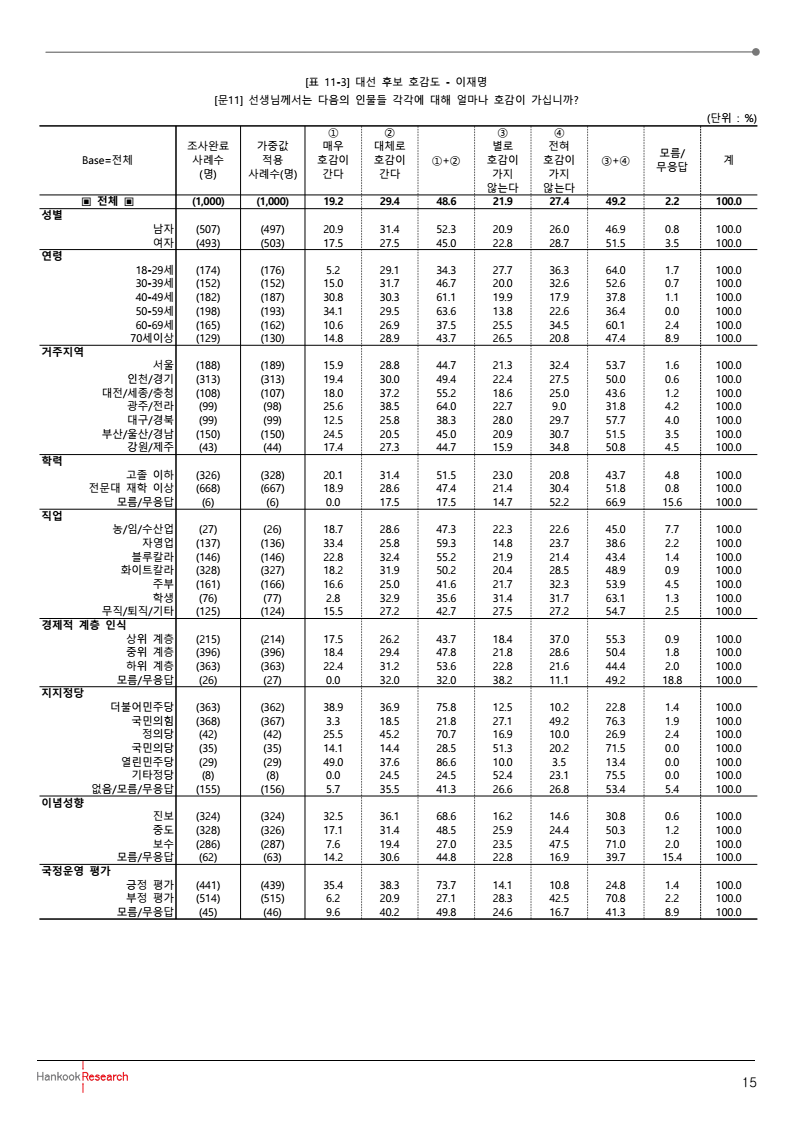 [표 11-3] 대선 후보 호감도 - 이재명
[문11] 선생님께서는 다음의 인물들 각각에 대해 얼마나 호감이 가십니까?
(단위 : %)
Base=전체 조사완료 사례수 (명) 가중값 적용 사례수(명) ① 매우 호감이 간다 ② 대체로 호감이 간다 ①+② ③ 별로 호감이 가지 않는다 ④ 전혀 호감이 가지 않는다 ③+④ 모름/무응답 계
▣ 전체 ▣ (1,000) (1,000) 19.2 29.4 48.6 21.9 27.4 49.2 2.2 100.0
성별
남자 (507) (497) 20.9 31.4 52.3 20.9 26.0 46.9 0.8 100.0
여자 (493) (503) 17.5 27.5 45.0 22.8 28.7 51.5 3.5 100.0
연령
18-29세 (174) (176) 5.2 29.1 34.3 27.7 36.3 64.0 1.7 100.0
30-39세 (152) (152) 15.0 31.7 46.7 20.0 32.6 52.6 0.7 100.0
40-49세 (182) (187) 30.8 30.3 61.1 19.9 17.9 37.8 1.1 100.0
50-59세 (198) (193) 34.1 29.5 63.6 13.8 22.6 36.4 0.0 100.0
60-69세 (165) (162) 10.6 26.9 37.5 25.5 34.5 60.1 2.4 100.0
70세이상 (129) (130) 14.8 28.9 43.7 26.5 20.8 47.4 8.9 100.0
거주지역
서울 (188) (189) 15.9 28.8 44.7 21.3 32.4 53.7 1.6 100.0
인천/경기 (313) (313) 19.4 30.0 49.4 22.4 27.5 50.0 0.6 100.0
대전/세종/충청 (108) (107) 18.0 37.2 55.2 18.6 25.0 43.6 1.2 100.0
광주/전라 (99) (98) 25.6 38.5 64.0 22.7 9.0 31.8 4.2 100.0
대구/경북 (99) (99) 12.5 25.8 38.3 28.0 29.7 57.7 4.0 100.0
부산/울산/경남 (150) (150) 24.5 20.5 45.0 20.9 30.7 51.5 3.5 100.0
강원/제주 (43) (44) 17.4 27.3 44.7 15.9 34.8 50.8 4.5 100.0
학력
고졸 이하 (326) (328) 20.1 31.4 51.5 23.0 20.8 43.7 4.8 100.0
전문대 재학 이상 (668) (667) 18.9 28.6 47.4 21.4 30.4 51.8 0.8 100.0
모름/무응답 (6) (6) 0.0 17.5 17.5 14.7 52.2 66.9 15.6 100.0
직업
농/임/수산업 (27) (26) 18.7 28.6 47.3 22.3 22.6 45.0 7.7 100.0
자영업 (137) (136) 33.4 25.8 59.3 14.8 23.7 38.6 2.2 100.0
블루칼라 (146) (146) 22.8 32.4 55.2 21.9 21.4 43.4 1.4 100.0
화이트칼라 (328) (327) 18.2 31.9 50.2 20.4 28.5 48.9 0.9 100.0
주부 (161) (166) 16.6 25.0 41.6 21.7 32.3 53.9 4.5 100.0
학생 (76) (77) 2.8 32.9 35.6 31.4 31.7 63.1 1.3 100.0
무직/퇴직/기타 (125) (124) 15.5 27.2 42.7 27.5 27.2 54.7 2.5 100.0
경제적 계층 인식
상위 계층 (215) (214) 17.5 26.2 43.7 18.4 37.0 55.3 0.9 100.0
중위 계층 (396) (396) 18.4 29.4 47.8 21.8 28.6 50.4 1.8 100.0
하위 계층 (363) (363) 22.4 31.2 53.6 22.8 21.6 44.4 2.0 100.0
모름/무응답 (26) (27) 0.0 32.0 32.0 38.2 11.1 49.2 18.8 100.0
지지정당
더불어민주당 (363) (362) 38.9 36.9 75.8 12.5 10.2 22.8 1.4 100.0
국민의힘 (368) (367) 3.3 18.5 21.8 27.1 49.2 76.3 1.9 100.0
정의당 (42) (42) 25.5 45.2 70.7 16.9 10.0 26.9 2.4 100.0
국민의당 (35) (35) 14.1 14.4 28.5 51.3 20.2 71.5 0.0 100.0
열린민주당 (29) (29) 49.0 37.6 86.6 10.0 3.5 13.4 0.0 100.0
기타정당 (8) (8) 0.0 24.5 24.5 52.4 23.1 75.5 0.0 100.0
없음/모름/무응답 (155) (156) 5.7 35.5 41.3 26.6 26.8 53.4 5.4 100.0
이념성향
진보 (324) (324) 32.5 36.1 68.6 16.2 14.6 30.8 0.6 100.0
중도 (328) (326) 17.1 31.4 48.5 25.9 24.4 50.3 1.2 100.0
보수 (286) (287) 7.6 19.4 27.0 23.5 47.5 71.0 2.0 100.0
모름/무응답 (62) (63) 14.2 30.6 44.8 22.8 16.9 39.7 15.4 100.0
국정운영 평가
긍정 평가 (441) (439) 35.4 38.3 73.7 14.1 10.8 24.8 1.4 100.0
부정 평가 (514) (515) 6.2 20.9 27.1 28.3 42.5 70.8 2.2 100.0
모름/무응답 (45) (46) 9.6 40.2 49.8 24.6 16.7 41.3 8.9 100.0
Hankook Research
15